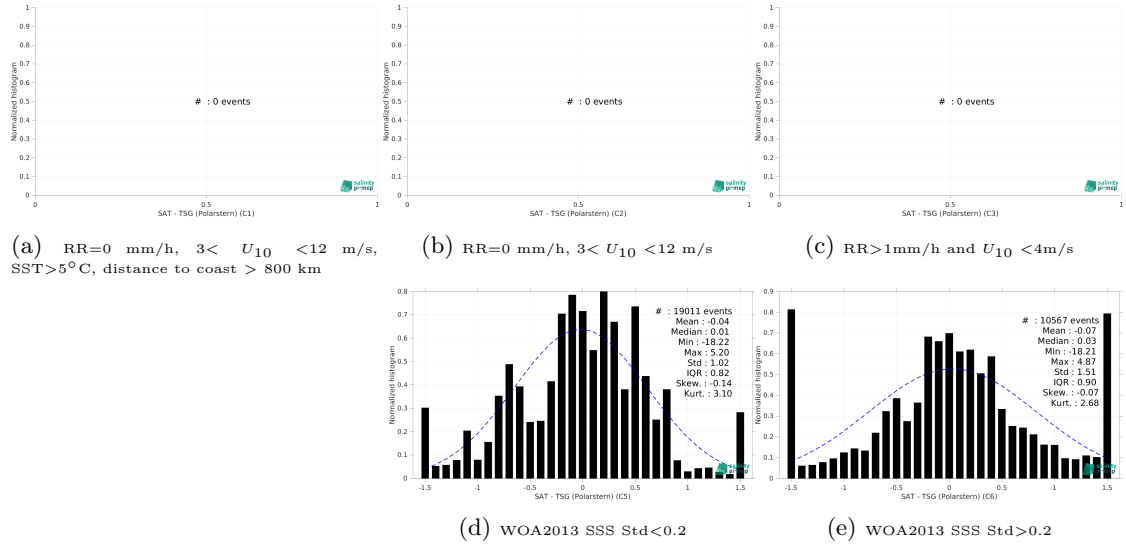 1
0.9
0.8
0.7
0.6
0.5
0.4
0.3
0.2
0.1
0
Normalized histogram
# : 0 events
salinity
pi-mep
0 0.5 1
SAT - TSG (Polarstern) (C1)
(a) RR=0 mm/h, 3< U10 <12 m/s,
SST>5°C, distance to coast > 800 km
1
0.9
0.8
0.7
0.6
0.5
0.4
0.3
0.2
0.1
0
Normalized histogram
# : 0 events
salinity
pi-mep
0 0.5 1
SAT - TSG (Polarstern) (C2)
(b) RR=0 mm/h, 3< U10 <12 m/s
1
0.9
0.8
0.7
0.6
0.5
0.4
0.3
0.2
0.1
0
Normalized histogram
# : 0 events
salinity
pi-mep
0 0.5 1
SAT - TSG (Polarstern) (C3)
(c) RR>1mm/h and U10 <4m/s
0.8
0.7
0.6
0.5
0.4
0.3
0.2
0.1
0
Normalized histogram
# : 19011 events
Mean : -0.04
Median : 0.01
Min : -18.22
Max : 5.20
Std : 1.02
IQR : 0.82
Skew. : -0.14
Kurt. : 3.10
salinity
pi-mep
-1.5 -1 -0.5 0 0.5 1 1.5
SAT - TSG (Polarstern) (C5)
(d) WOA2013 SSS Std<0.2
0.9
0.8
0.7
0.6
0.5
0.4
0.3
0.2
0.1
0
Normalized histogram
# : 10567 events
Mean : -0.07
Median : 0.03
Min : -18.21
Max : 4.87
Std : 1.51
IQR : 0.90
Skew. : -0.07
Kurt. : 2.68
salinity
pi-mep
-1.5 -1 -0.5 0 0.5 1 1.5
SAT - TSG (Polarstern) (C6)
(e) WOA2013 SSS Std>0.2